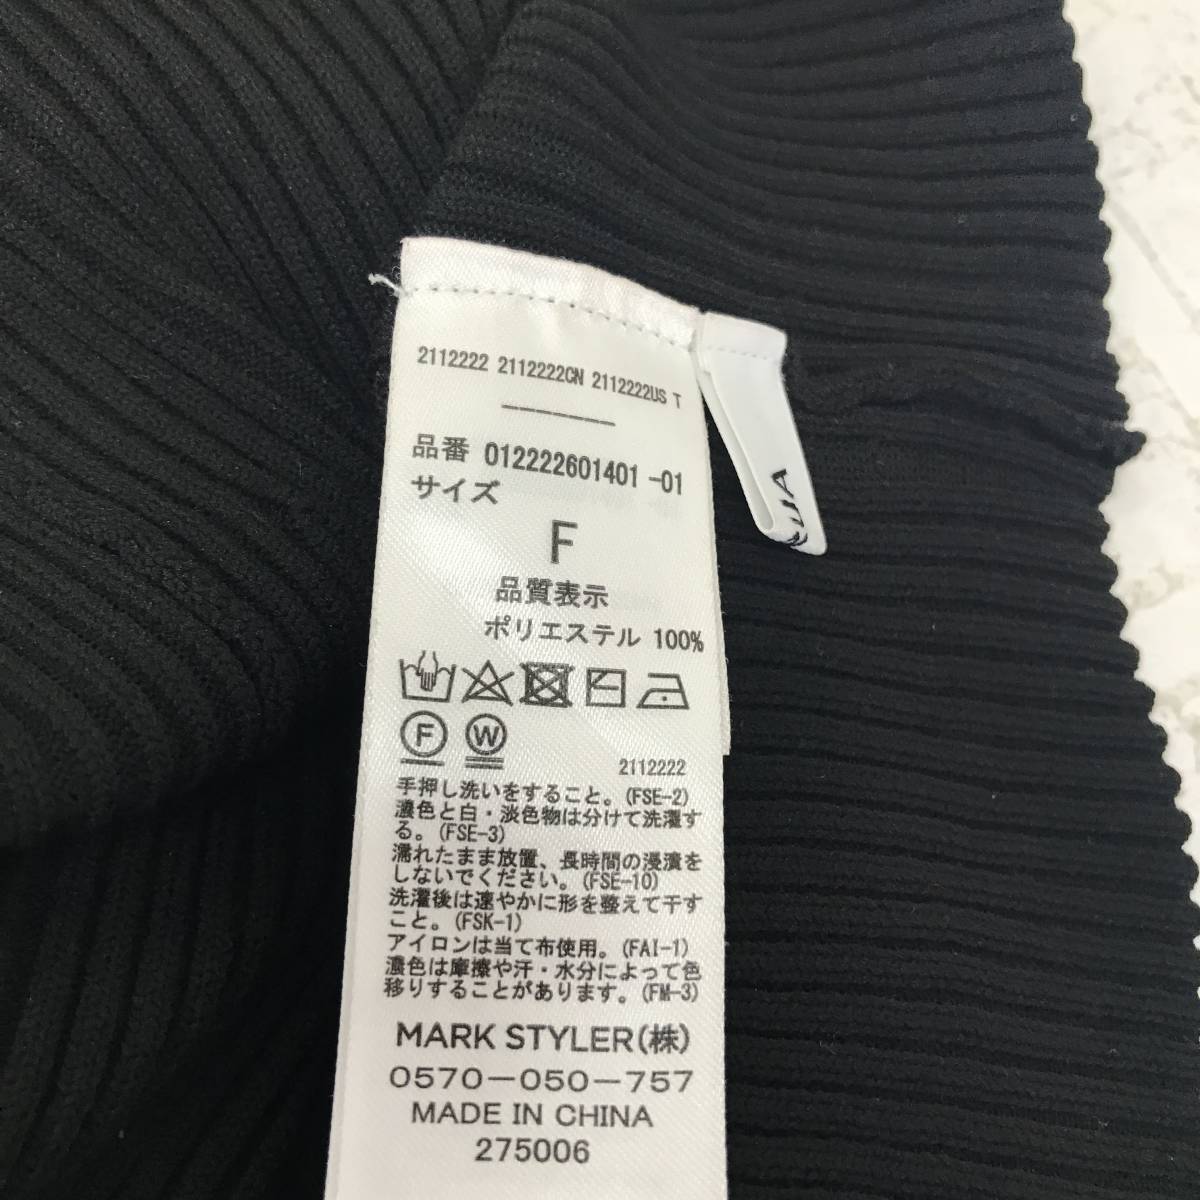 2112222 2112222CN 2112222US T
-------
品番 012222601401 -01
サイズ
F
品質表示
ポリエステル 100%
F W
2112222
手押し洗いをすること。(FSE-2)
濃色と白・淡色物は分けて洗濯す
る。(FSE-3)
濡れたまま放置、長時間の浸漬を
しないでください。(FSE-10)
洗濯後は速やかに形を整えて干す
こと。(FSK-1)
アイロンは当て布使用。(FAI-1)
濃色は摩擦や汗・水分によって色
移りすることがあります。(FM-3)
MARK STYLER(株)
0570-050-757
MADE IN CHINA
275006